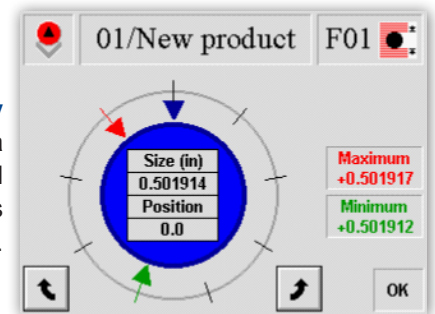 01/New product
F01
Size (in)
0.501914
Position
0.0
Maximum
+0.501917
Minimum
+0.501912
OK